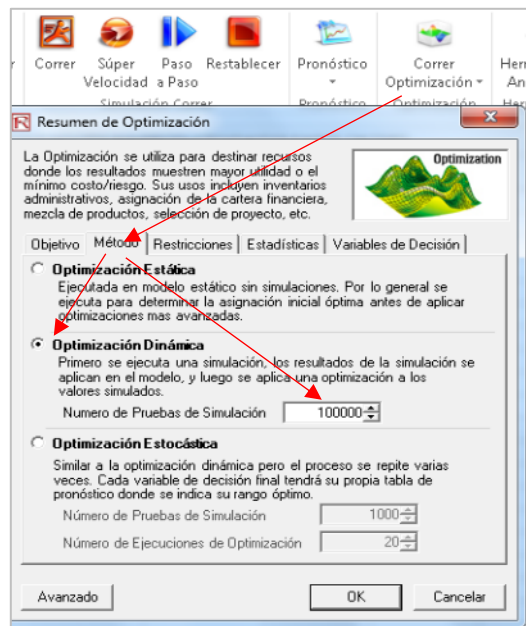 Correr Súper Paso Restablecer Pronóstico Correr
Velocidad a Paso Optimización
Simulación Correr Pronóstico Optimización
Resumen de Optimización
La Optimización se utiliza para destinar recursos
donde los resultados muestren mayor utilidad o el
mínimo costo/riesgo. Sus usos incluyen inventarios
administrativos, asignación de la cartera financiera,
mezcla de productos, selección de proyecto, etc.
Optimization
Objetivo Método Restricciones Estadísticas Variables de Decisión
Optimización Estática
Ejecutada en modelo estático sin simulaciones. Por lo general se
ejecuta para determinar la asignación inicial óptima antes de aplicar
optimizaciones mas avanzadas.
Optimización Dinámica
Primero se ejecuta una simulación, los resultados de la simulación se
aplican en el modelo, y luego se aplica una optimización a los
valores simulados.
Numero de Pruebas de Simulación 100000
Optimización Estocástica
Similar a la optimización dinámica pero el proceso se repite varias
veces. Cada variable de decisión final tendrá su propia tabla de
pronóstico donde se indica su rango óptimo.
Número de Pruebas de Simulación 1000
Número de Ejecuciones de Optimización 20
Avanzado OK Cancelar